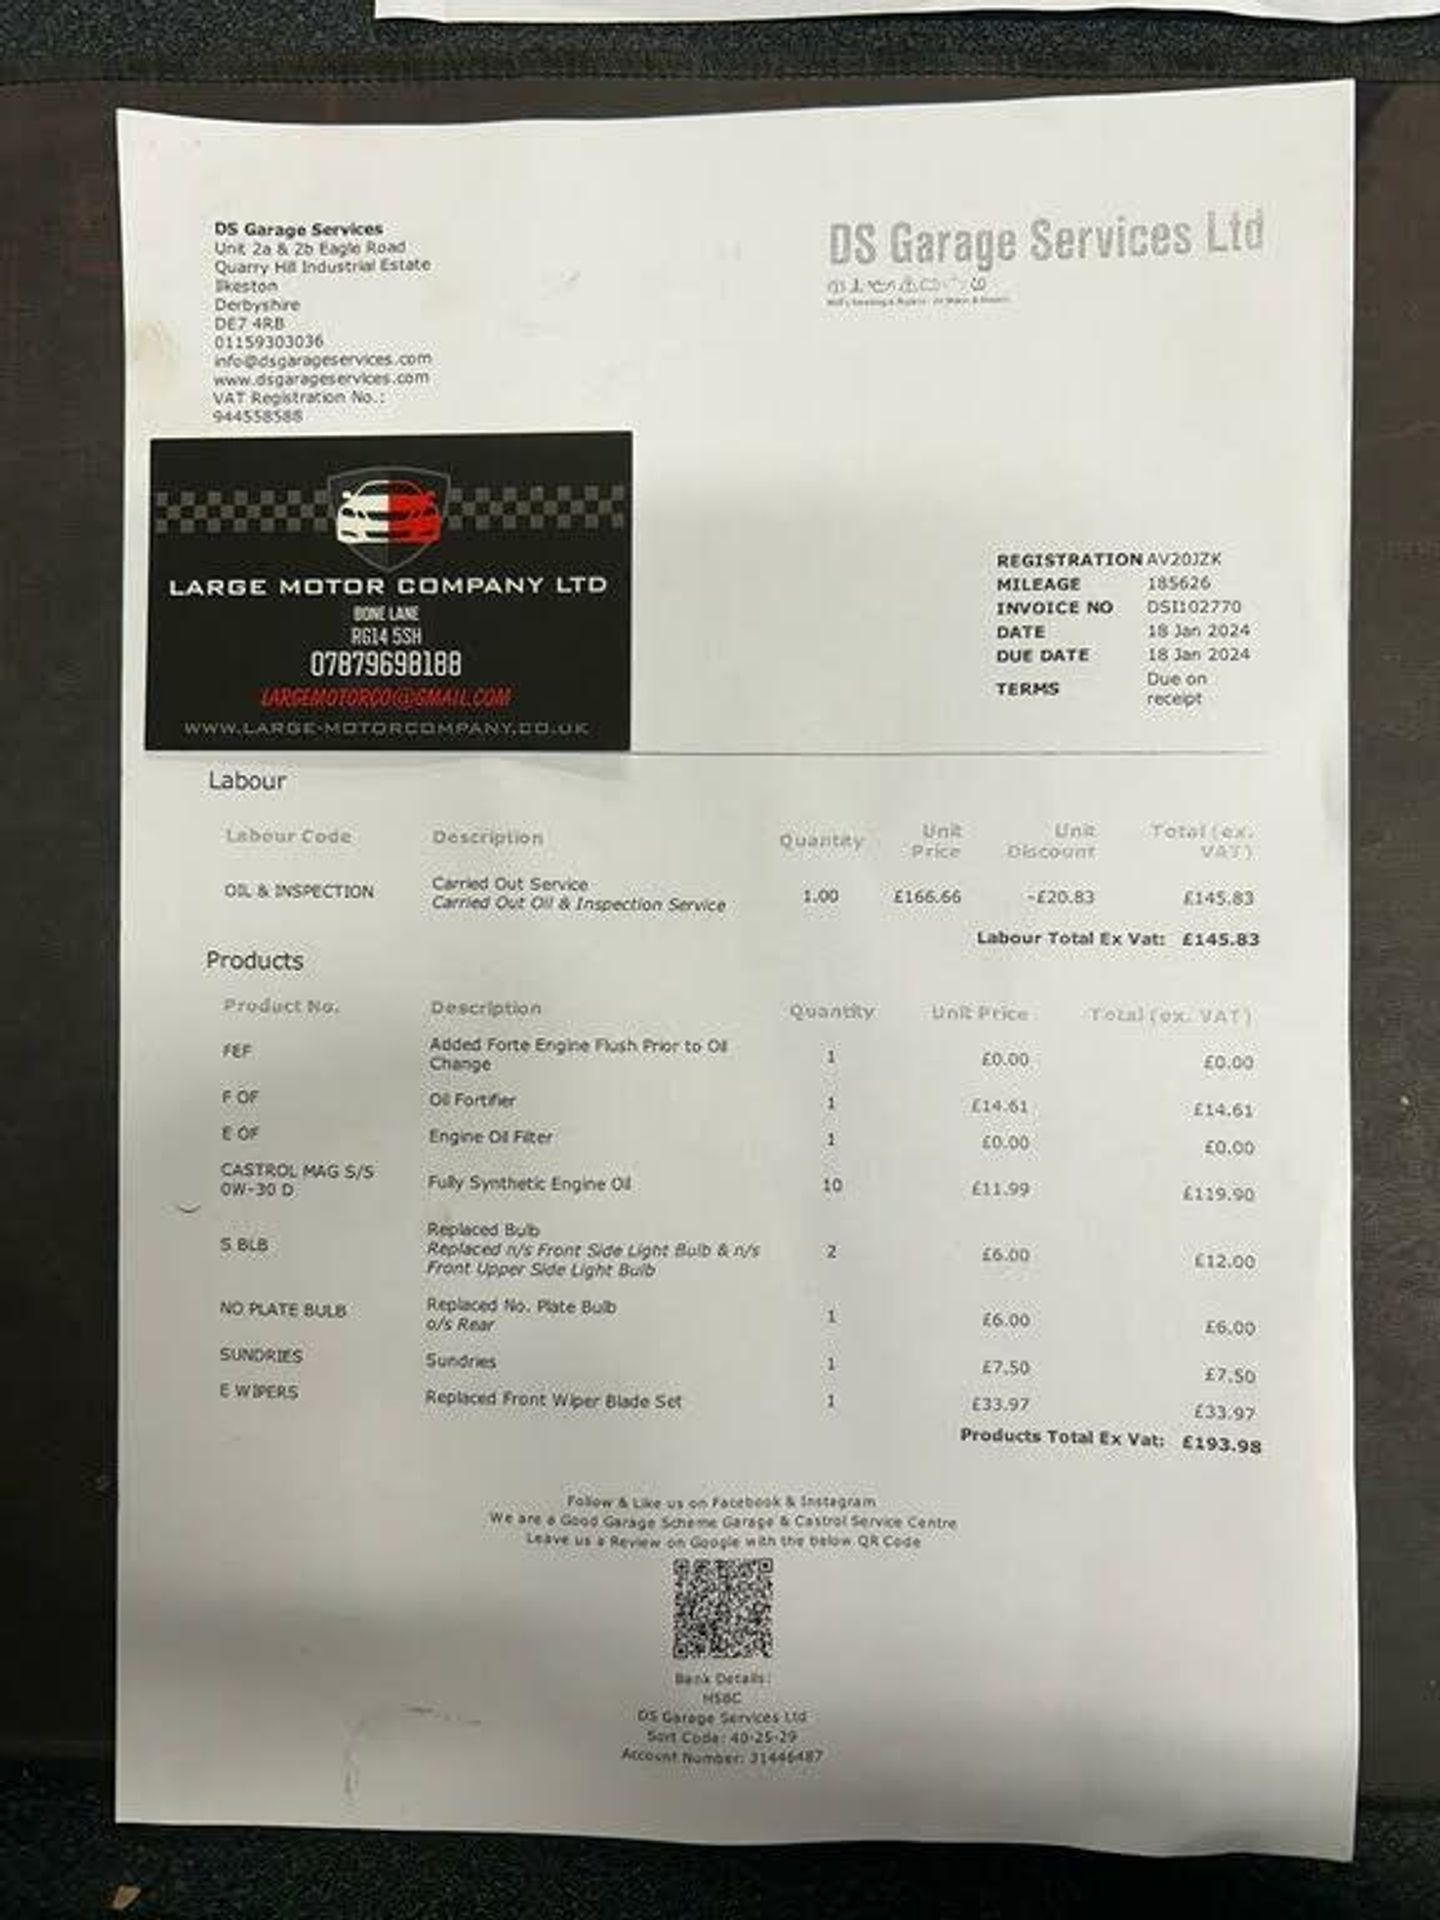 DS Garage Services
Unit 2a & 2b Eagle Road
Quarry Hill Industrial Estate
Ilkeston
Derbyshire
DE7 4RB
01159303036
info@dsgarageservices.com
www.dsgarageservices.com
VAT Registration No.:
944558588
DS Garage Services Ltd
LARGE MOTOR COMPANY LTD
BONE LANE
RG14 5SH
07879698188
LARGEMOTORCO@GMAIL.COM
WWW.LARGE-MOTORCOMPANY.CO.UK
REGISTRATION AV20JZK
MILEAGE 185626
INVOICE NO DSI102770
DATE 18 Jan 2024
DUE DATE 18 Jan 2024
TERMS Due on
receipt
Labour
Labour Code Description Quantity Unit Price Unit Discount Total (ex. VAT)
OIL & INSPECTION Carried Out Service 1.00 £166.66 -£20.83 £145.83
Carried Out Oil & Inspection Service
Labour Total Ex Vat: £145.83
Products
Product No. Description Quantity Unit Price Total (ex. VAT)
FEF Added Forte Engine Flush Prior to Oil 1 £0.00 £0.00
Change
F OF Oil Fortifier 1 £14.61 £14.61
E OF Engine Oil Filter 1 £0.00 £0.00
CASTROL MAG S/S
0W-30 D Fully Synthetic Engine Oil 10 £11.99 £119.90
Replaced Bulb
S BLB Replaced n/s Front Side Light Bulb & n/s 2 £6.00 £12.00
Front Upper Side Light Bulb
NO PLATE BULB Replaced No. Plate Bulb 1 £6.00 £6.00
o/s Rear
SUNDRIES Sundries 1 £7.50 £7.50
E WIPERS Replaced Front Wiper Blade Set 1 £33.97 £33.97
Products Total Ex Vat: £193.98
Follow & Like us on Facebook & Instagram
We are a Good Garage Scheme Garage & Castrol Service Centre
Leave us a Review on Google with the below QR Code
Bank Details:
HSBC
DS Garage Services Ltd
Sort Code: 40-25-29
Account Number: 31446487